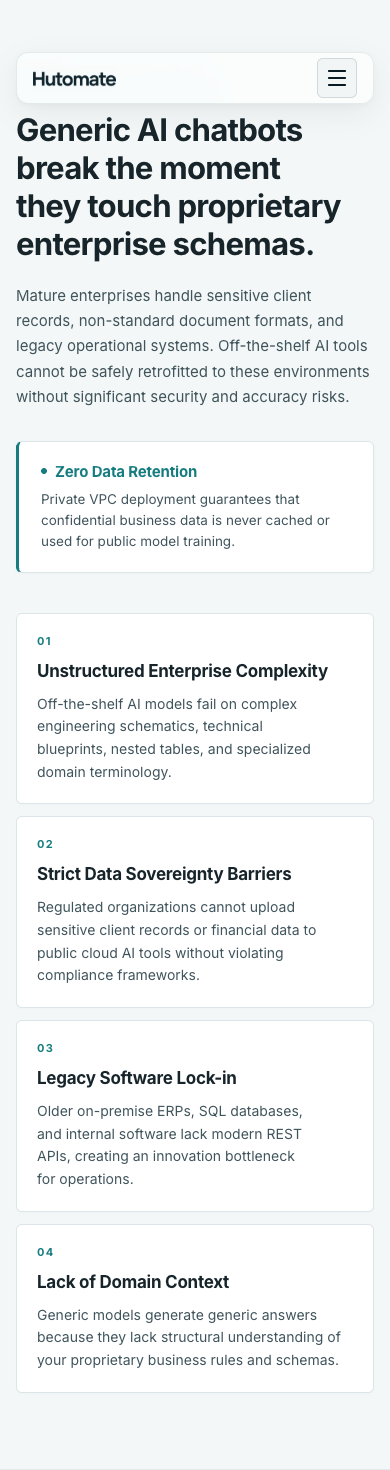 Hutomate
Generic AI chatbots
break the moment
they touch proprietary
enterprise schemas.
Mature enterprises handle sensitive client
records, non-standard document formats, and
legacy operational systems. Off-the-shelf AI tools
cannot be safely retrofitted to these environments
without significant security and accuracy risks.
Zero Data Retention
Private VPC deployment guarantees that
confidential business data is never cached or
used for public model training.
01
Unstructured Enterprise Complexity
Off-the-shelf AI models fail on complex
engineering schematics, technical
blueprints, nested tables, and specialized
domain terminology.
02
Strict Data Sovereignty Barriers
Regulated organizations cannot upload
sensitive client records or financial data to
public cloud AI tools without violating
compliance frameworks.
03
Legacy Software Lock-in
Older on-premise ERPs, SQL databases,
and internal software lack modern REST
APIs, creating an innovation bottleneck
for operations.
04
Lack of Domain Context
Generic models generate generic answers
because they lack structural understanding of
your proprietary business rules and schemas.